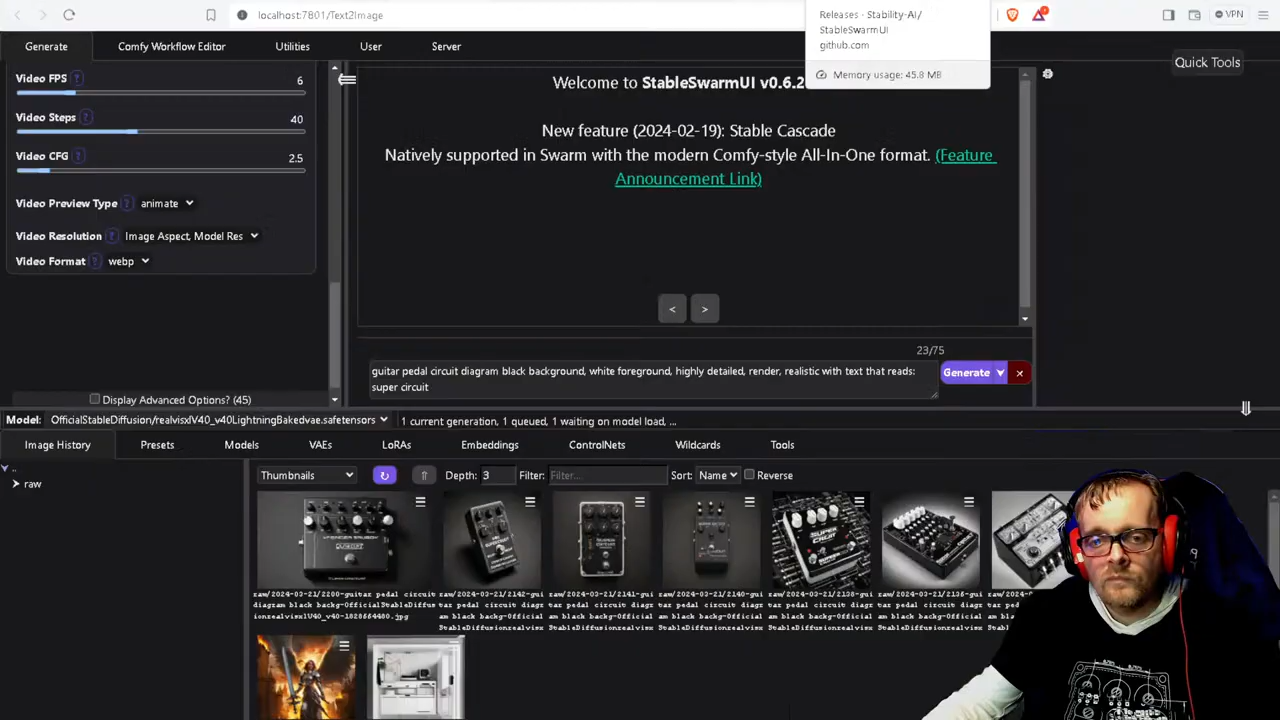 localhost:7801/Text2Image
Releases · Stability-AI/
StableSwarmUI
github.com
Memory usage: 45.8 MB
VPN
Generate
Comfy Workflow Editor
Utilities
User
Server
Quick Tools
Video FPS ? 6
Video Steps ? 40
Video CFG ? 2.5
Video Preview Type ? animate
Video Resolution ? Image Aspect, Model Res
Video Format ? webp
Display Advanced Options? (45)
Welcome to StableSwarmUI v0.6.2
New feature (2024-02-19): Stable Cascade
Natively supported in Swarm with the modern Comfy-style All-In-One format. (Feature
Announcement Link)
< >
23/75
guitar pedal circuit diagram black background, white foreground, highly detailed, render, realistic with text that reads:
super circuit
Generate
Model: OfficialStableDiffusion/realvisxlV40_v40LightningBakedvae.safetensors
1 current generation, 1 queued, 1 waiting on model load, ...
Image History
Presets
Models
VAEs
LoRAs
Embeddings
ControlNets
Wildcards
Tools
..
raw
Thumbnails
Depth: 3
Filter: Filter...
Sort: Name
Reverse